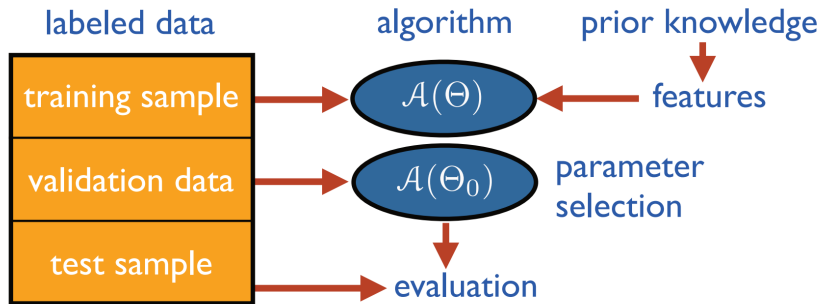 labeled data
algorithm
prior knowledge
training sample
𝒜(Θ)
features
validation data
𝒜(Θ₀)
parameter
selection
test sample
evaluation